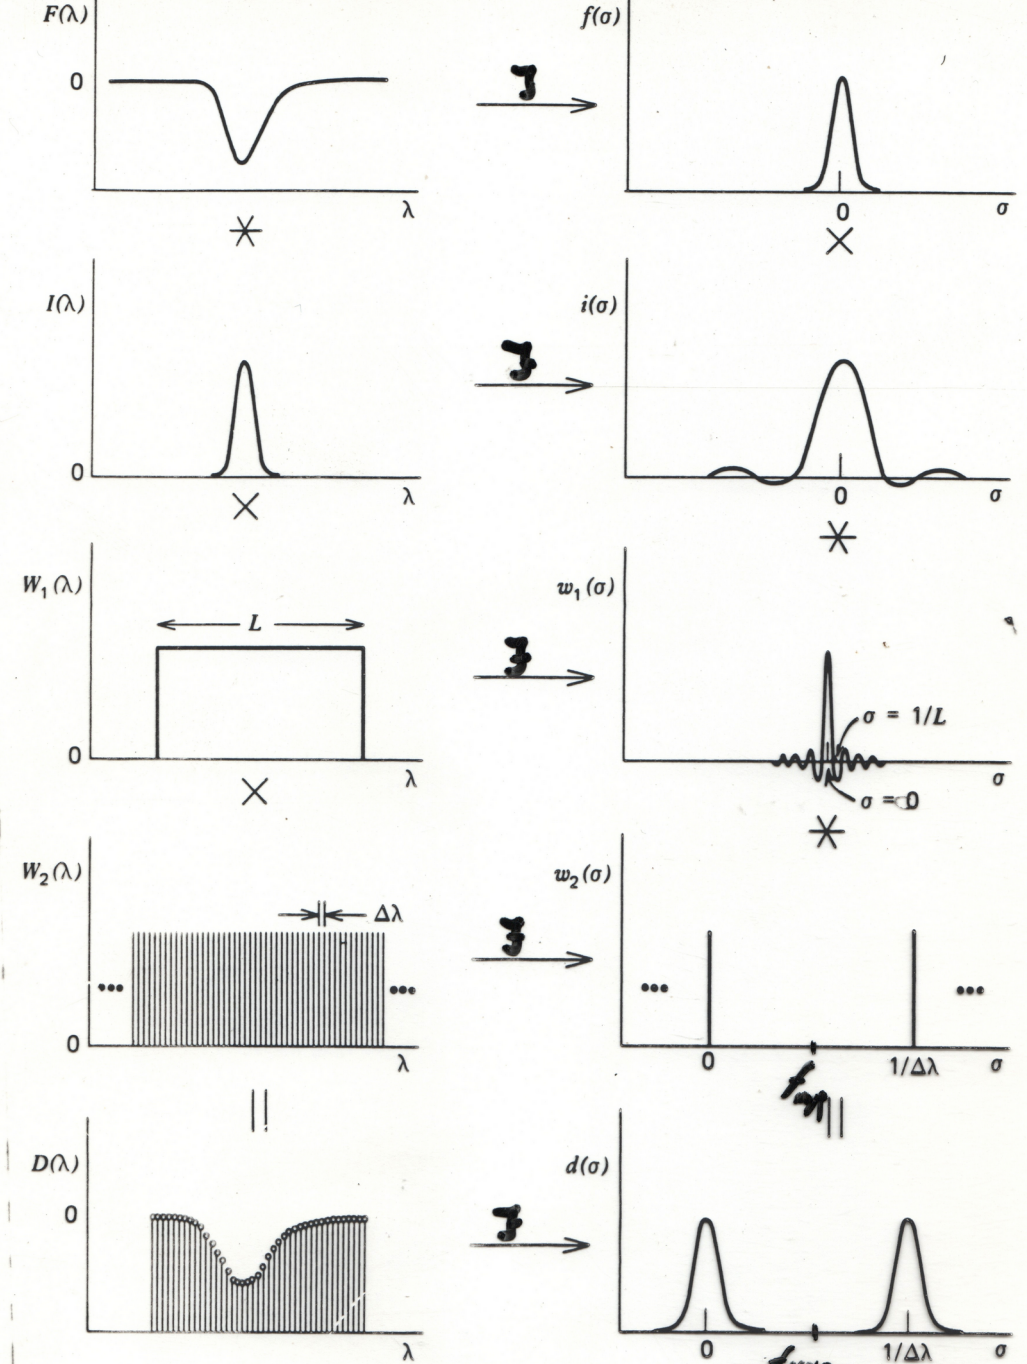 F(λ) f(σ)
0 ℑ
λ 0 σ
* ×
I(λ) i(σ)
ℑ
0 λ 0 σ
× *
W₁(λ) w₁(σ)
L ℑ
σ = 1/L
0 λ σ
σ = 0
× *
W₂(λ) w₂(σ)
Δλ ℑ
••• ••• ••• •••
0 λ 0 1/Δλ σ
|| ||
D(λ) d(σ)
0 ℑ
λ 0 1/Δλ σ